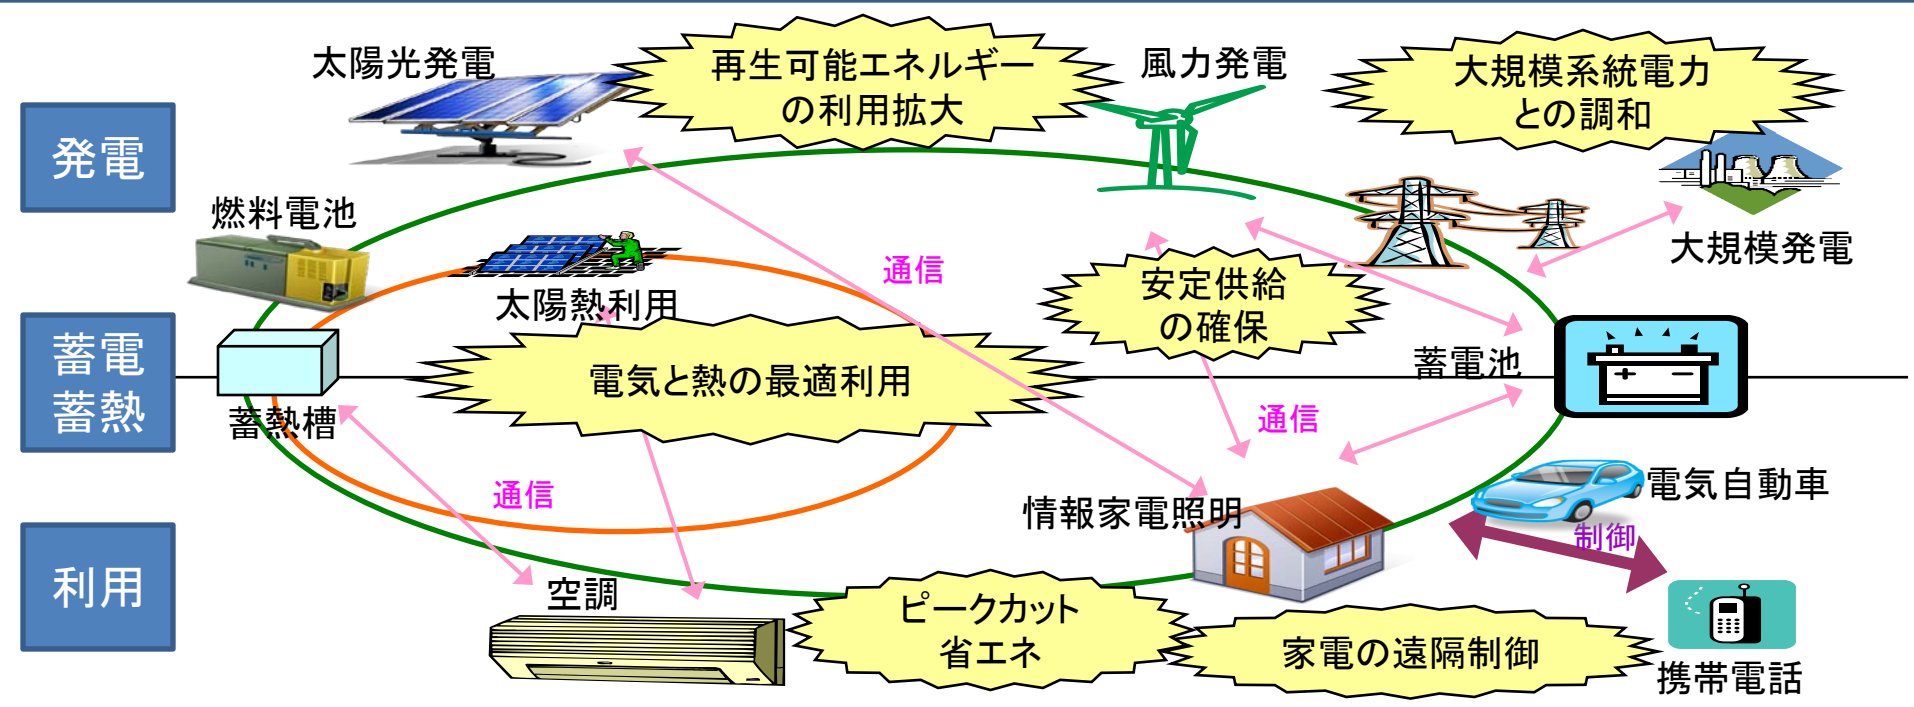 太陽光発電
再生可能エネルギー
の利用拡大
風力発電
大規模系統電力
との調和
発電
燃料電池
大規模発電
通信
太陽熱利用
安定供給
の確保
蓄電
蓄熱
電気と熱の最適利用
蓄電池
蓄熱槽
通信
通信
情報家電照明
電気自動車
制御
利用
空調
ピークカット
省エネ
家電の遠隔制御
携帯電話